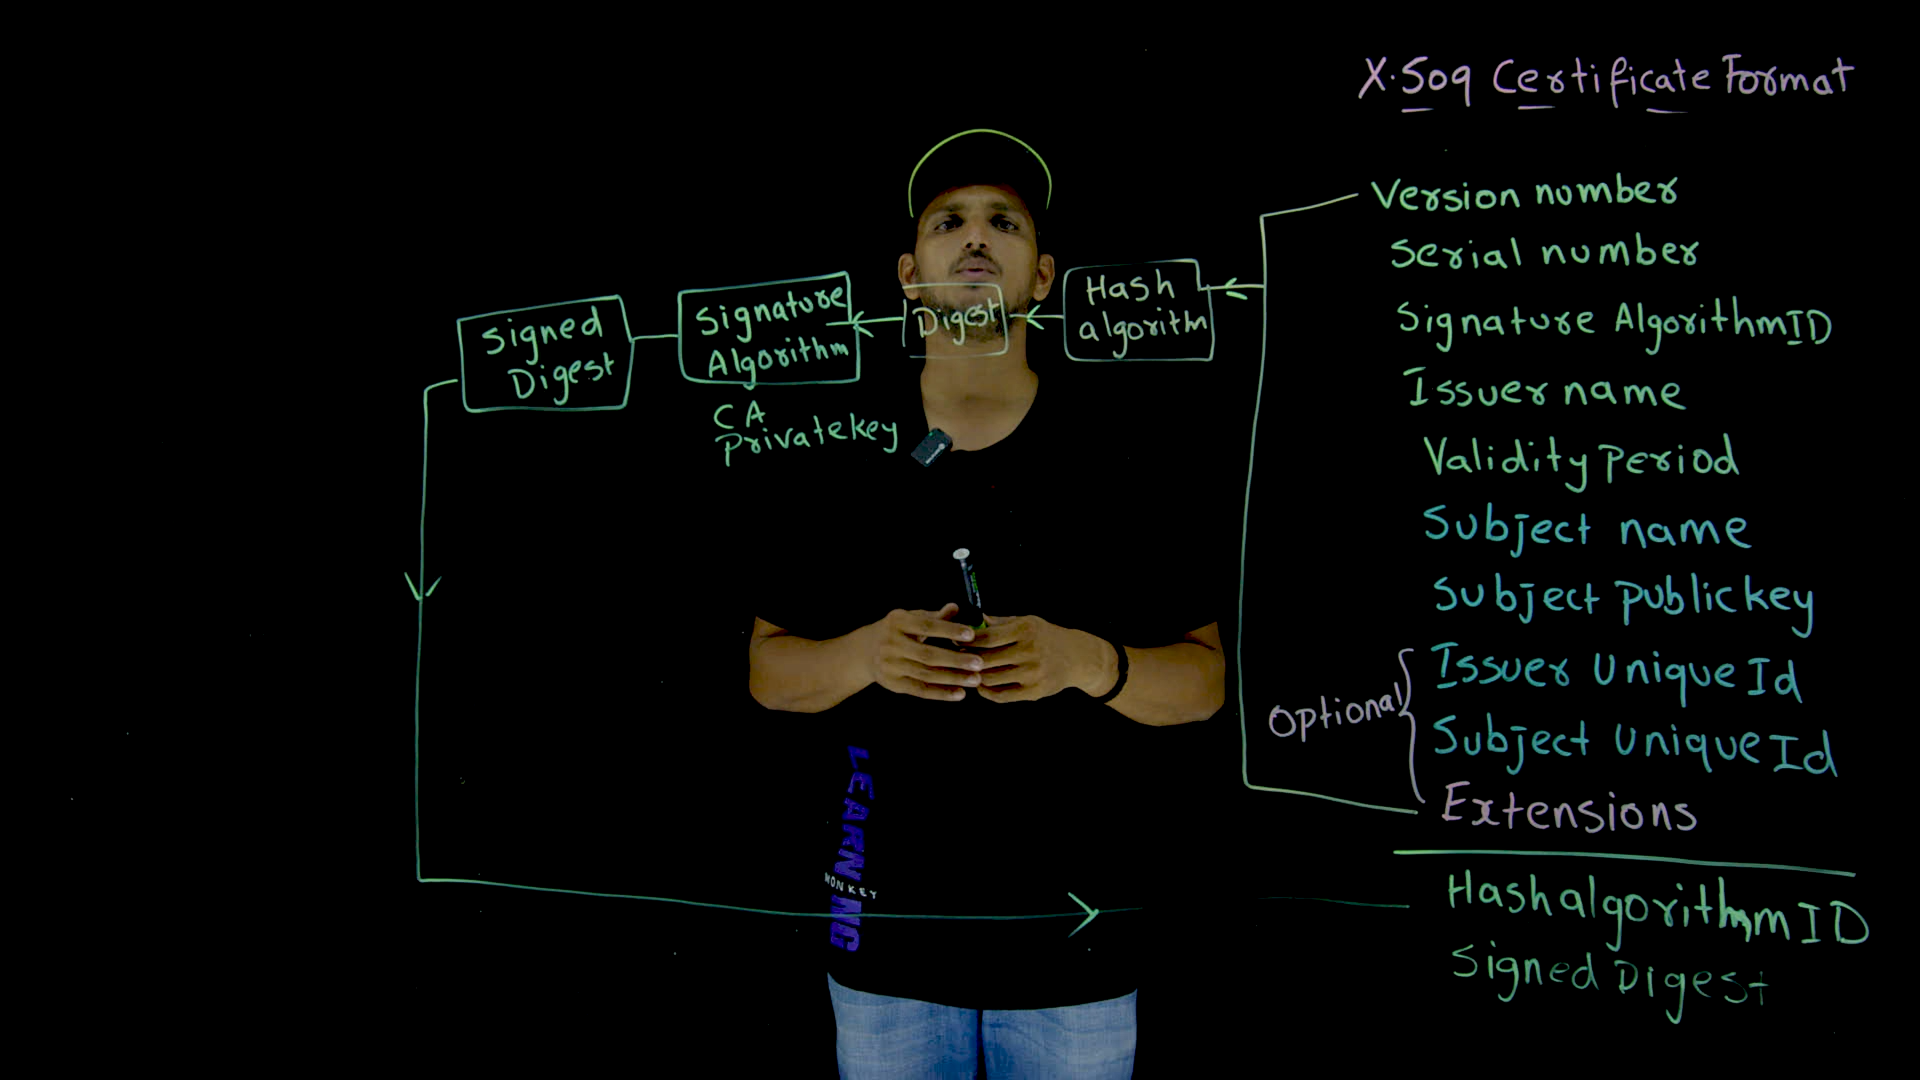 X.509 Certificate Format
Version number
Serial number
Signature AlgorithmID
Issuer name
Validity period
Subject name
Subject publickey
Optional
Issuer Unique Id
Subject Unique Id
Extensions
Hash algorithm ID
Signed Digest
Hash
algorithm
Digest
Signature
Algorithm
CA
Privatekey
Signed
Digest
LEARNING
MONKEY